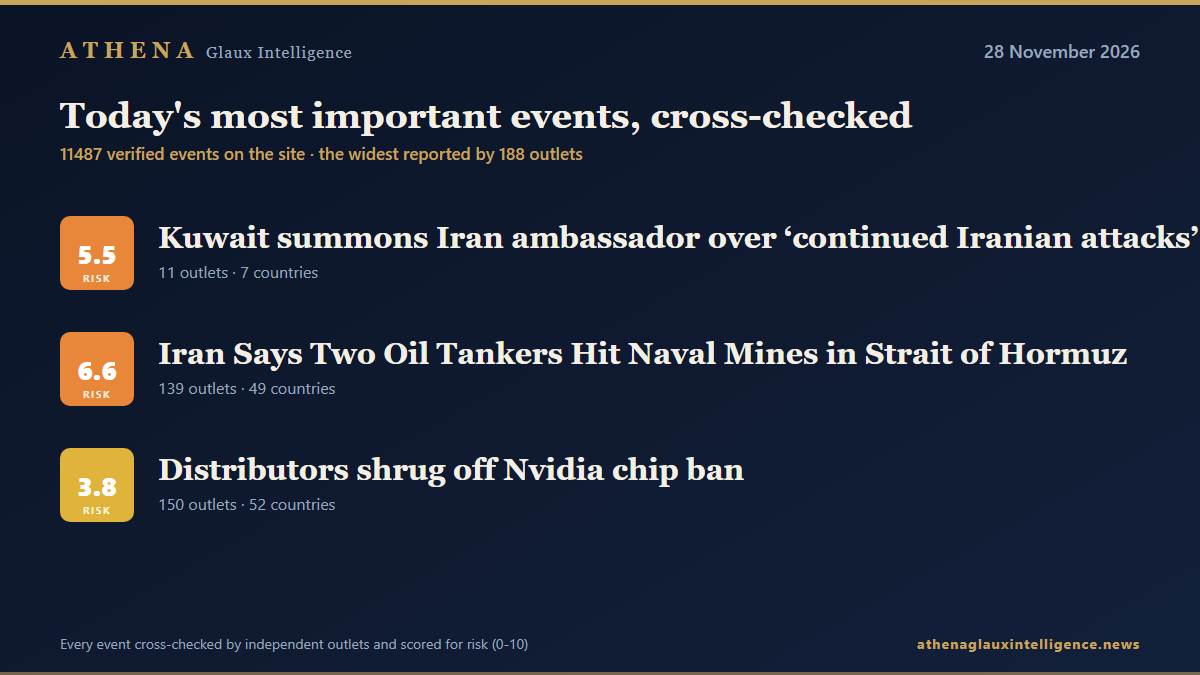 ATHENA Glaux Intelligence
28 November 2026
Today's most important events, cross-checked
11487 verified events on the site · the widest reported by 188 outlets
5.5
RISK
Kuwait summons Iran ambassador over ‘continued Iranian attacks’
11 outlets · 7 countries
6.6
RISK
Iran Says Two Oil Tankers Hit Naval Mines in Strait of Hormuz
139 outlets · 49 countries
3.8
RISK
Distributors shrug off Nvidia chip ban
150 outlets · 52 countries
Every event cross-checked by independent outlets and scored for risk (0-10)
athenaglauxintelligence.news